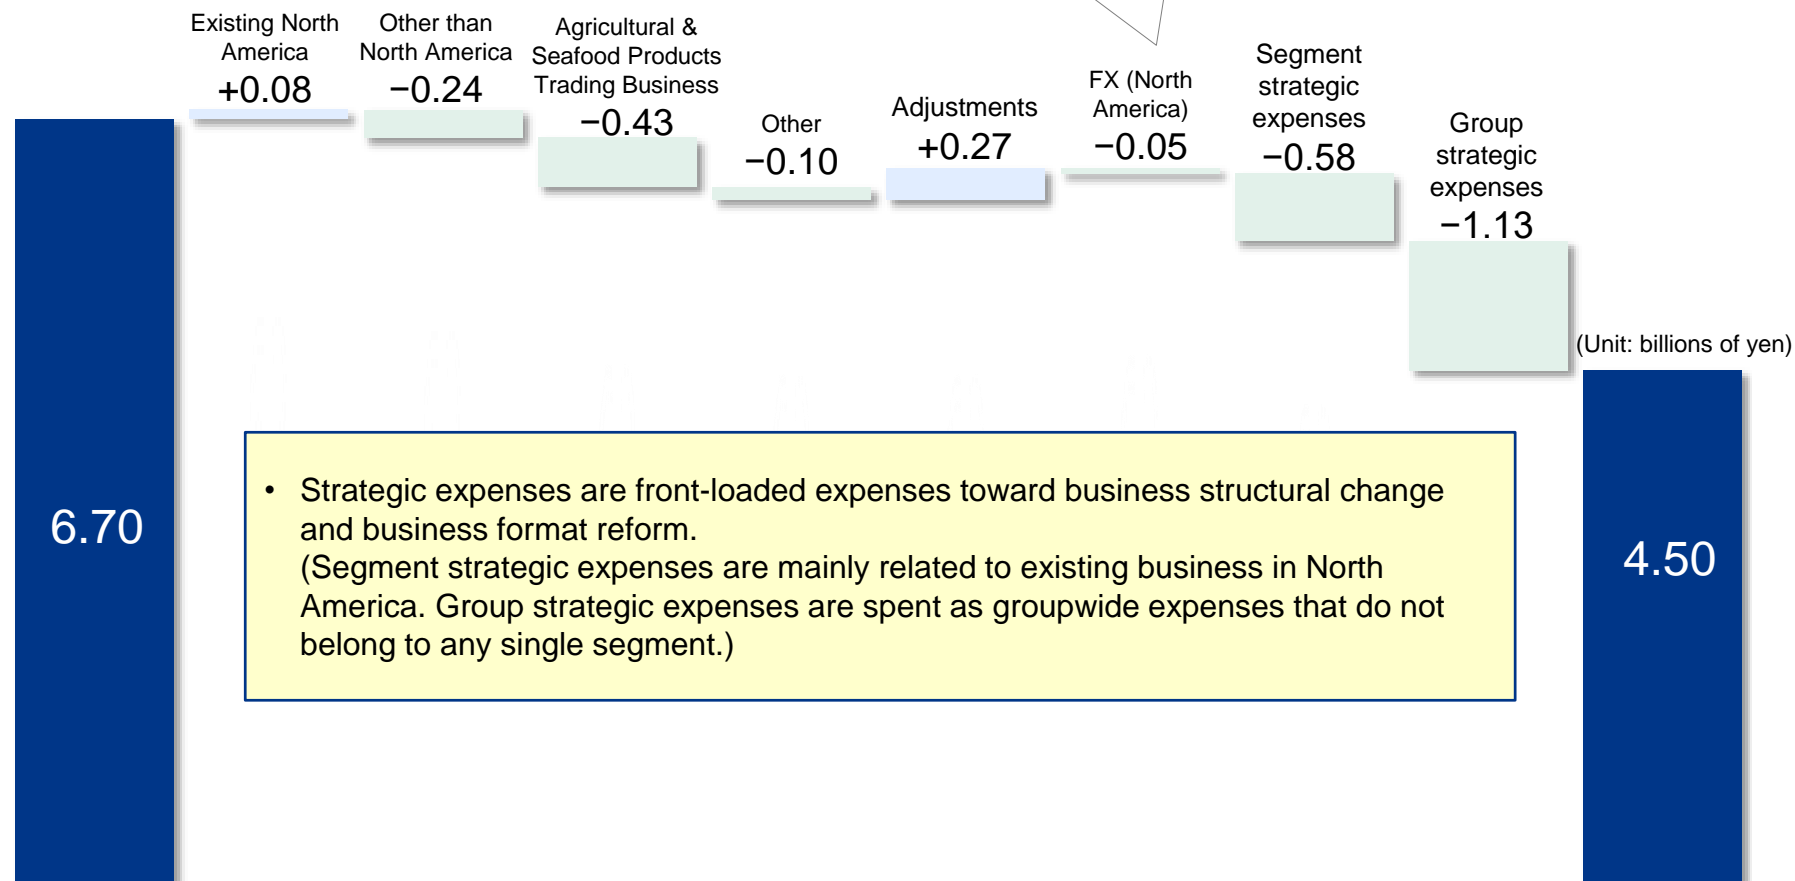 Existing North
America
+0.08
Other than
North America
−0.24
Agricultural &
Seafood Products
Trading Business
−0.43
Other
−0.10
Adjustments
+0.27
FX (North
America)
−0.05
Segment
strategic
expenses
−0.58
Group
strategic
expenses
−1.13
(Unit: billions of yen)
6.70
• Strategic expenses are front-loaded expenses toward business structural change
and business format reform.
(Segment strategic expenses are mainly related to existing business in North
America. Group strategic expenses are spent as groupwide expenses that do not
belong to any single segment.)
4.50